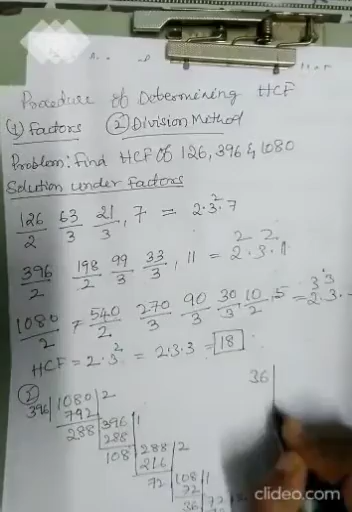 Procedure of Determining HCF
(1) Factors (2) Division Method
Problem: Find HCF of 126, 396 & 1080
Solution under factors
126/2 63/3 21/3, 7 = 2·3²·7
396/2 198/2 99/3 33/3, 11 = 2²·3²·11
1080/2 = 540/2 270/3 90/3 30/3, 10/2, 5 = 2³·3³·
HCF = 2·3² = 2·3·3 = 18
396 1080 2
792
288 396 1
288
108 288 2
216
72 108 1
72
36 72
36
clideo.com